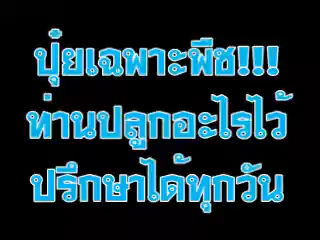 ปุ๋ยเฉพาะพืช!!!
ท่านปลูกอะไรไว้
ปรึกษาได้ทุกวัน